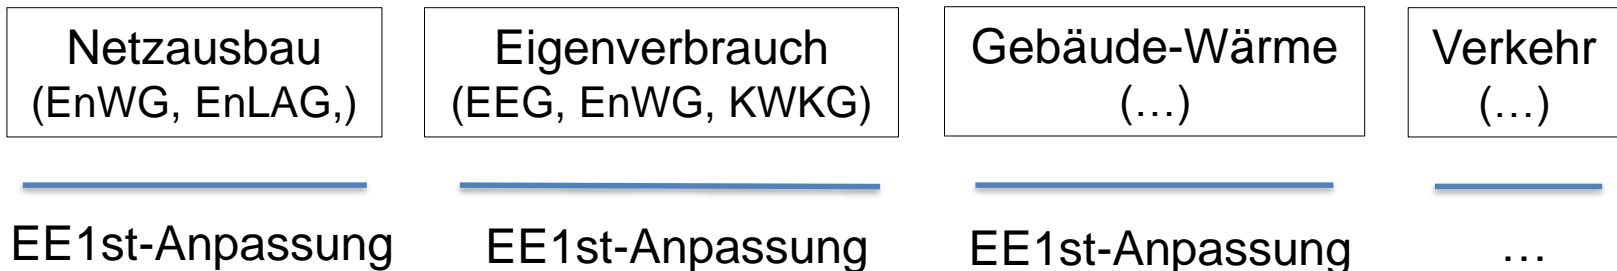 Netzausbau
(EnWG, EnLAG,)
Eigenverbrauch
(EEG, EnWG, KWKG)
Gebäude-Wärme
(…)
Verkehr
(…)
EE1st-Anpassung
EE1st-Anpassung
EE1st-Anpassung
…